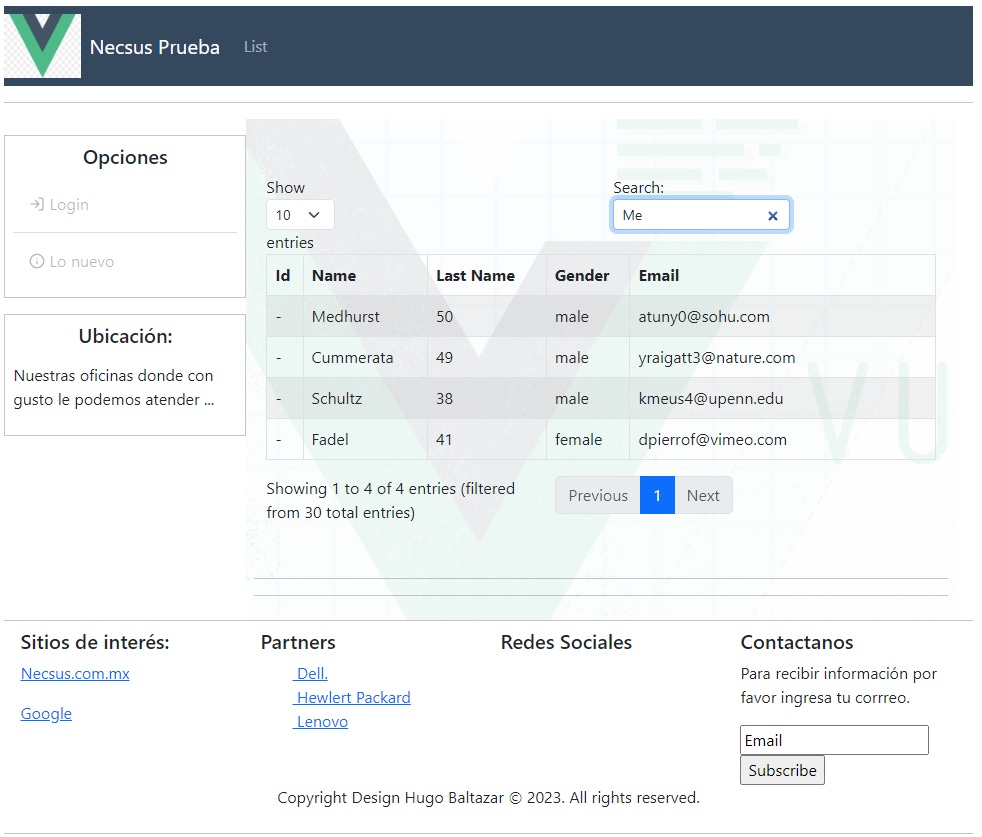 Necsus Prueba List
Opciones
Login
Lo nuevo
Ubicación:
Nuestras oficinas donde con
gusto le podemos atender ...
Show
10
entries
Search:
Me
Id Name Last Name Gender Email
- Medhurst 50 male atuny0@sohu.com
- Cummerata 49 male yraigatt3@nature.com
- Schultz 38 male kmeus4@upenn.edu
- Fadel 41 female dpierrof@vimeo.com
Showing 1 to 4 of 4 entries (filtered
from 30 total entries)
Previous 1 Next
VU
Sitios de interés:
Necsus.com.mx
Google
Partners
Dell.
Hewlert Packard
Lenovo
Redes Sociales
Contactanos
Para recibir información por
favor ingresa tu corrreo.
Email
Subscribe
Copyright Design Hugo Baltazar © 2023. All rights reserved.